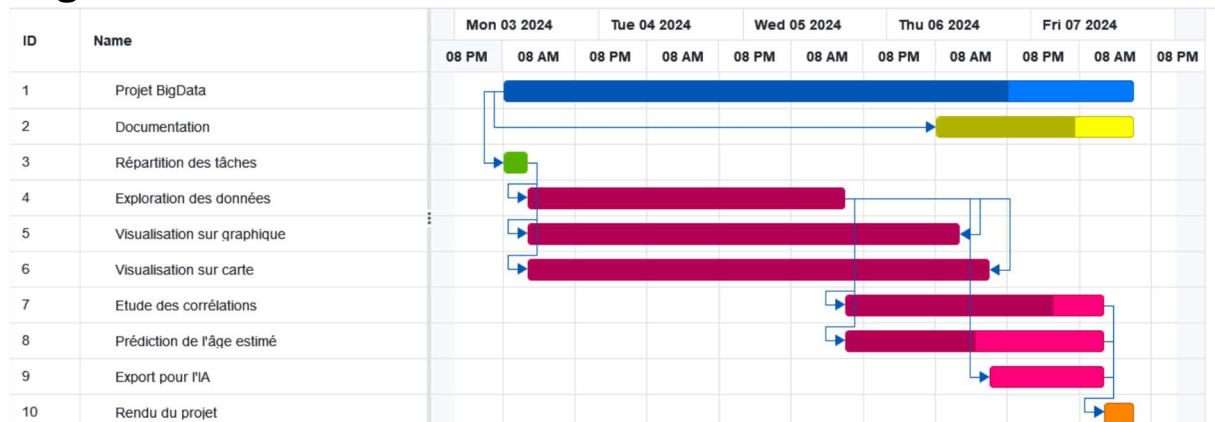 ID Name Mon 03 2024 Tue 04 2024 Wed 05 2024 Thu 06 2024 Fri 07 2024
08 PM 08 AM 08 PM 08 AM 08 PM 08 AM 08 PM 08 AM 08 PM 08 AM 08 PM
1 Projet BigData
2 Documentation
3 Répartition des tâches
4 Exploration des données
5 Visualisation sur graphique
6 Visualisation sur carte
7 Etude des corrélations
8 Prédiction de l'âge estimé
9 Export pour l'IA
10 Rendu du projet